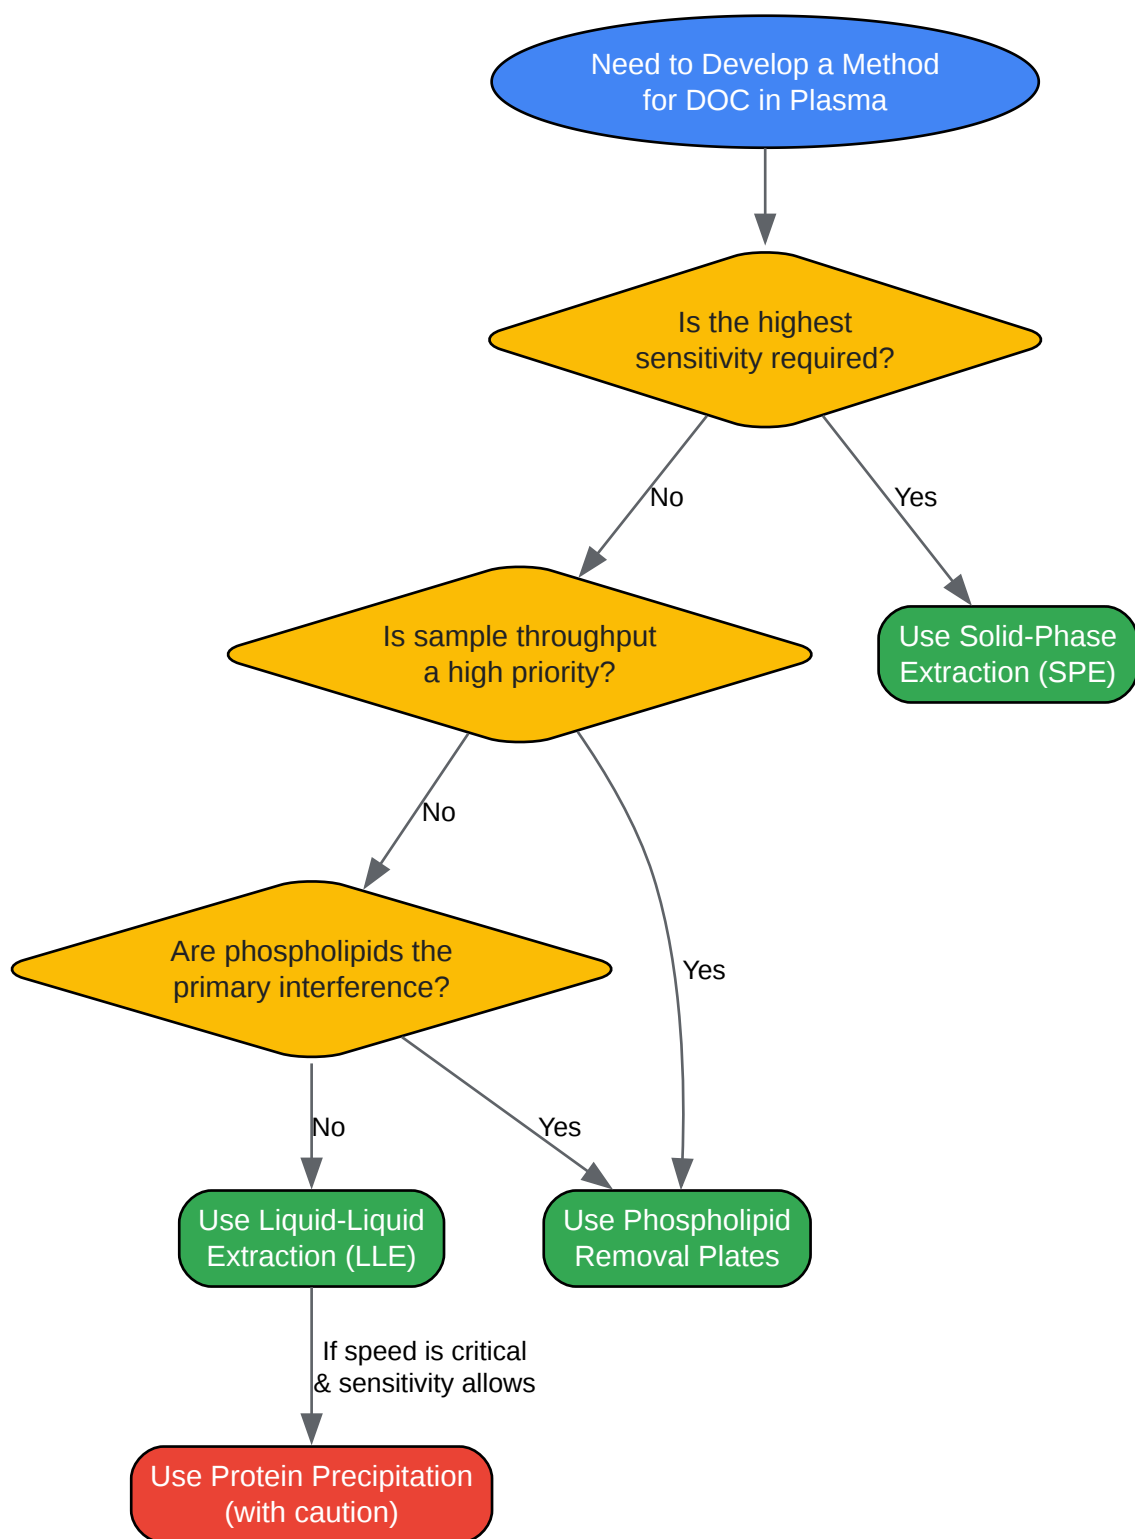 Need to Develop a Method
for DOC in Plasma
Is the highest
sensitivity required?
No
Yes
Is sample throughput
a high priority?
Use Solid-Phase
Extraction (SPE)
No
Yes
Are phospholipids the
primary interference?
No
Yes
Use Liquid-Liquid
Extraction (LLE)
Use Phospholipid
Removal Plates
If speed is critical
& sensitivity allows
Use Protein Precipitation
(with caution)